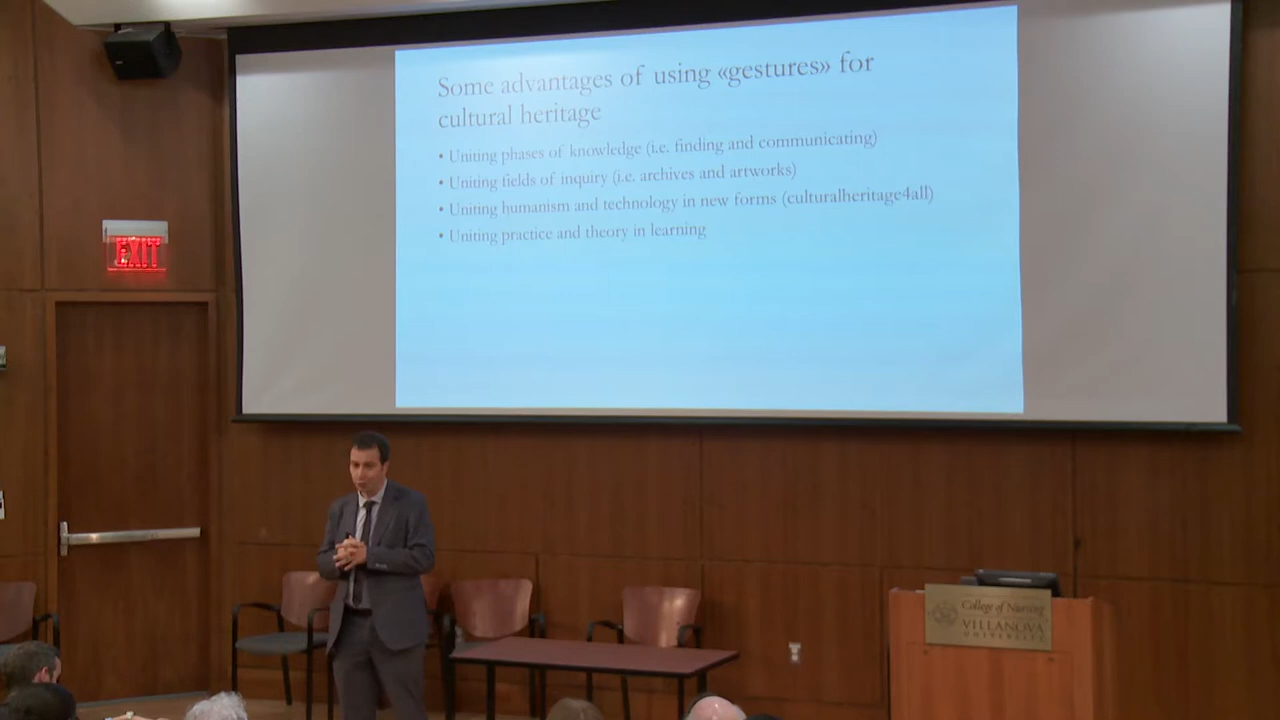 Some advantages of using «gestures» for
cultural heritage
• Uniting phases of knowledge (i.e. finding and communicating)
• Uniting fields of inquiry (i.e. archives and artworks)
• Uniting humanism and technology in new forms (culturalheritage4all)
• Uniting practice and theory in learning
EXIT
College of Nursing
VILLANOVA
UNIVERSITY